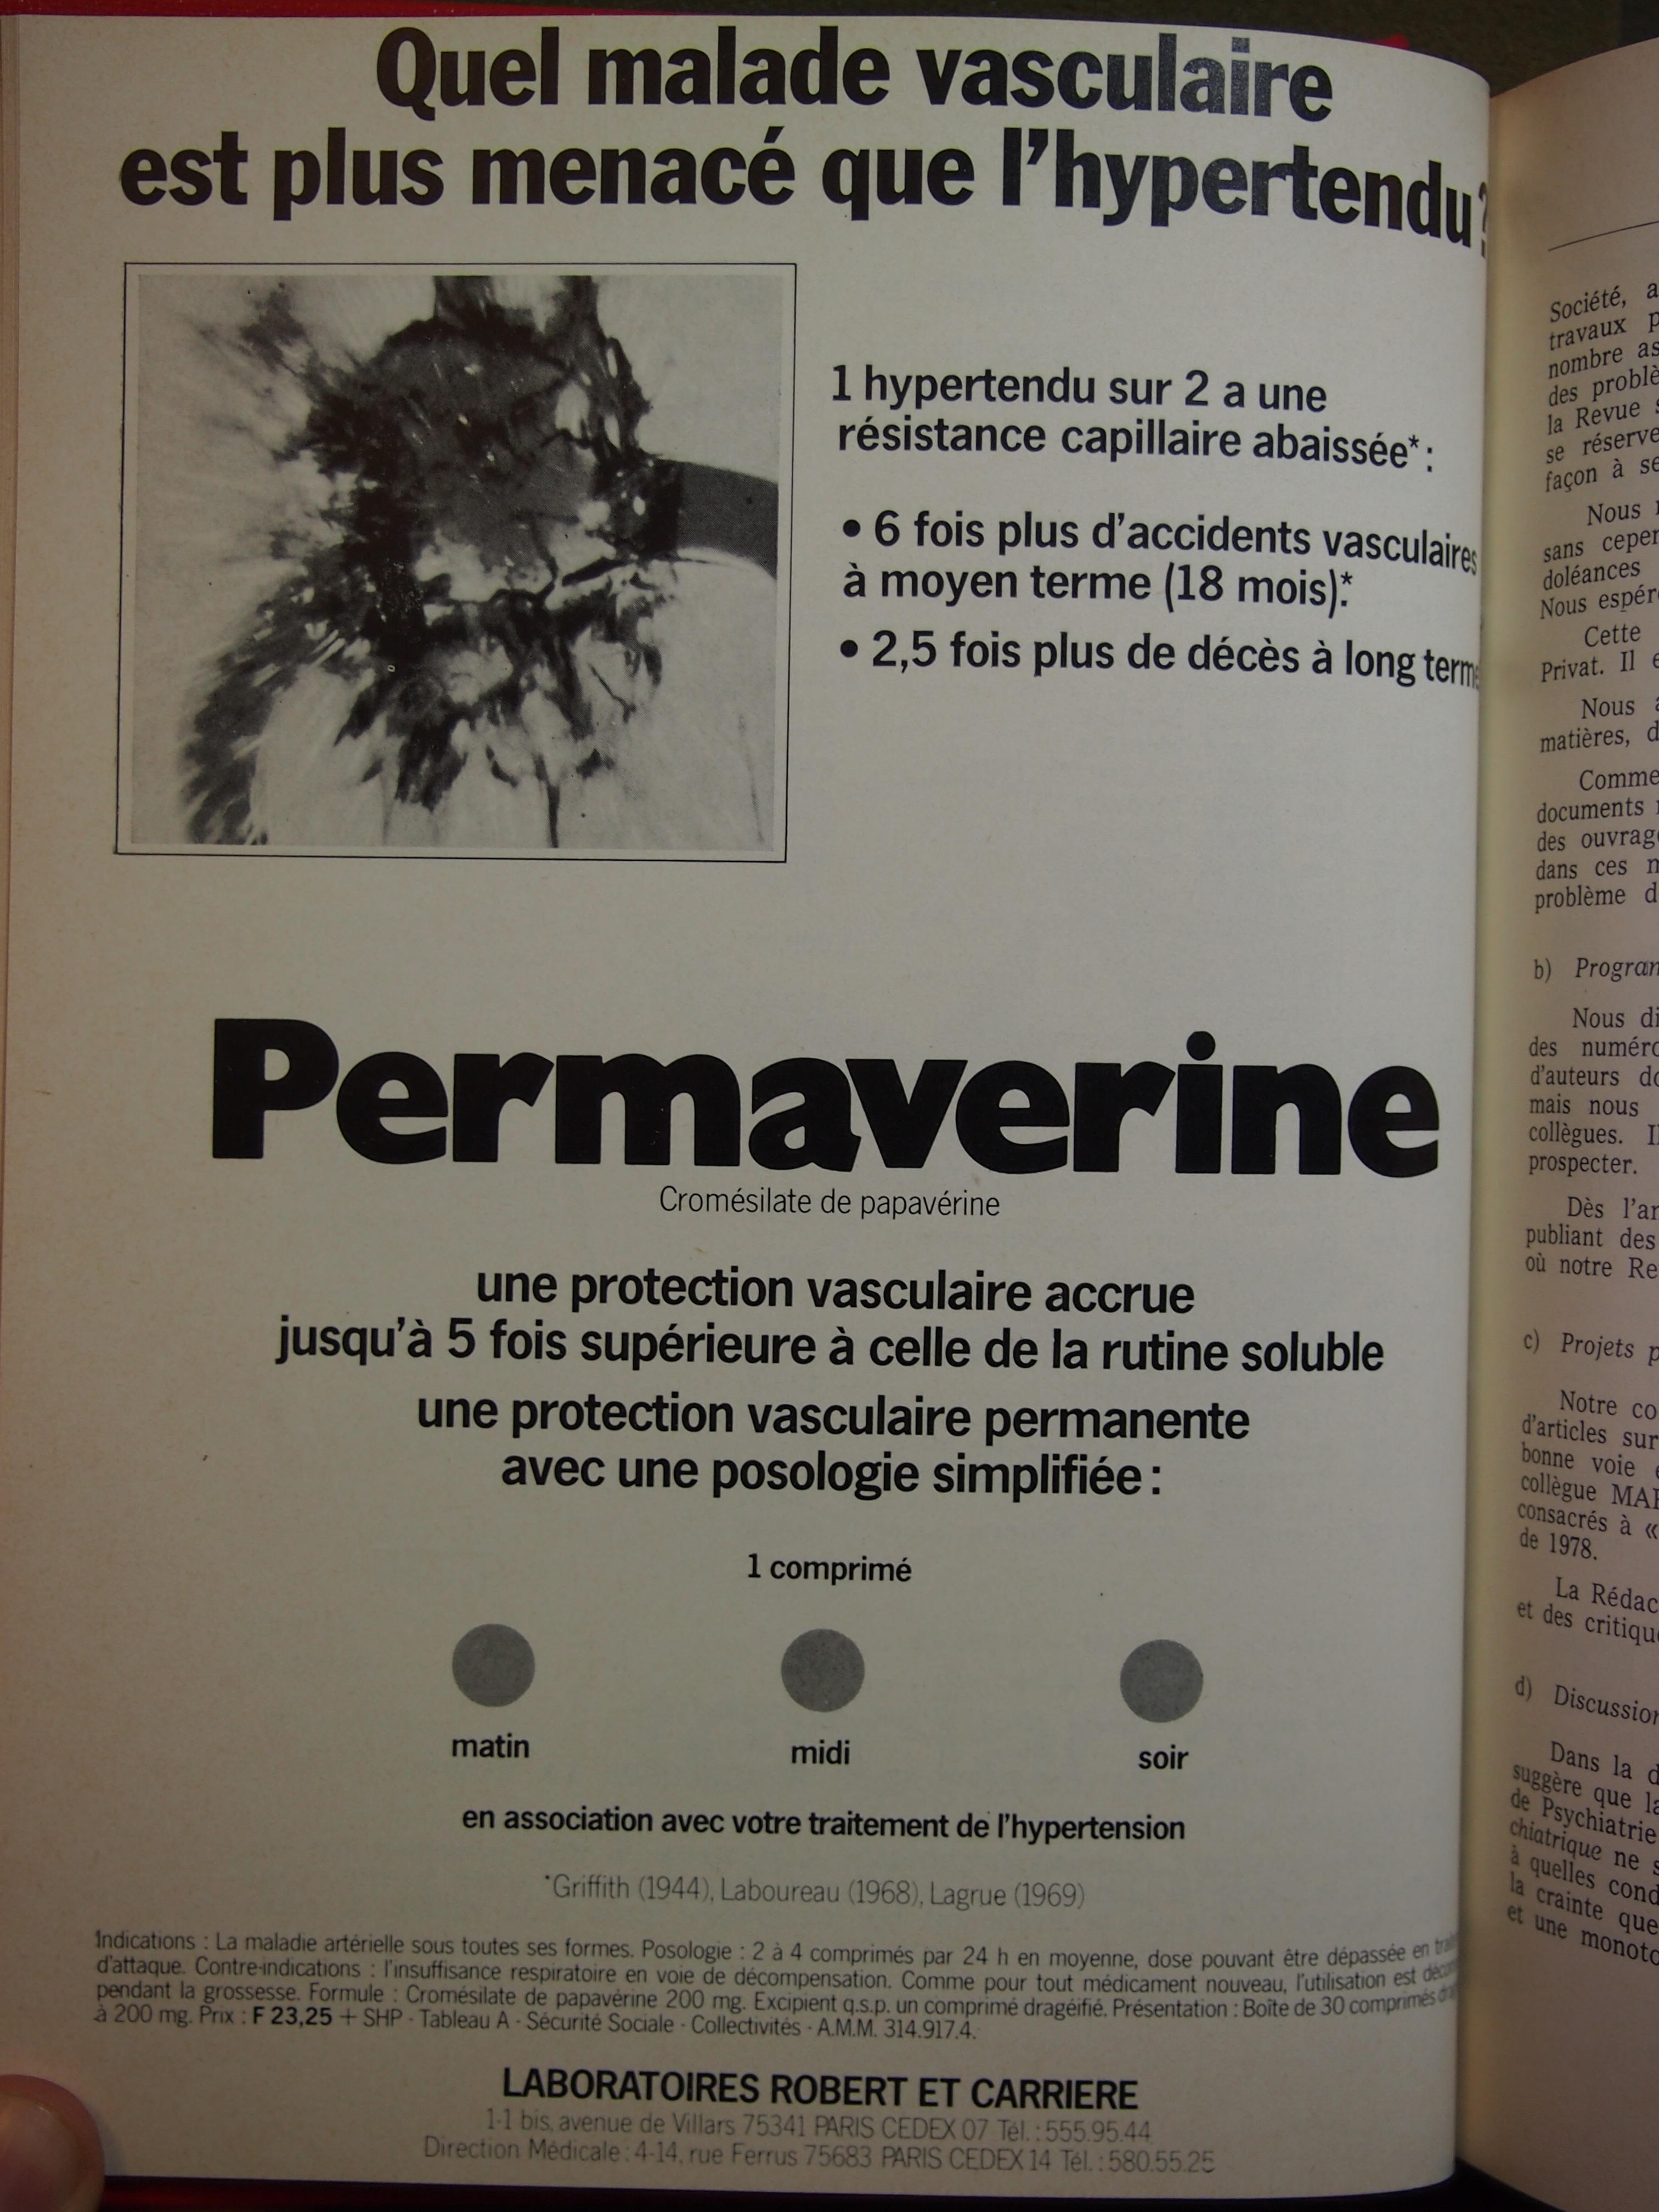 Quel malade vasculaire
est plus menacé que l'hypertendu?
1 hypertendu sur 2 a une
résistance capillaire abaissée* :
• 6 fois plus d'accidents vasculaires
à moyen terme (18 mois).*
• 2,5 fois plus de décès à long
Permaverine
Cromésilate de papavérine
une protection vasculaire accrue
jusqu'à 5 fois supérieure à celle de la rutine soluble
une protection vasculaire permanente
avec une posologie simplifiée :
1 comprimé
matin midi soir
en association avec votre traitement de l'hypertension
*Griffith (1944), Laboureau (1968), Lagrue (1969)
Indications : La maladie artérielle sous toutes ses formes. Posologie : 2 à 4 comprimés par 24 h en moyenne, dose pouvant être dépassée en
d'attaque. Contre-indications : l'insuffisance respiratoire en voie de décompensation. Comme pour tout médicament nouveau, l'utilisation est
pendant la grossesse. Formule : Cromésilate de papavérine 200 mg. Excipient q.s.p. un comprimé dragéifié. Présentation : Boîte de 30 comprimés
à 200 mg. Prix : F 23,25 + SHP - Tableau A - Sécurité Sociale - Collectivités - A.M.M. 314.917.4.
LABORATOIRES ROBERT ET CARRIERE
1-1 bis, avenue de Villars 75341 PARIS CEDEX 07 Tél. : 555.95.44
Direction Médicale : 4-14, rue Ferrus 75683 PARIS CEDEX 14 Tél. : 580.55.25
Société,
travaux
nombre
des
la Revue
se
façon à
Nous
sans
doléances
Nous
Cette
Privat. Il
Nous
matières,
Comme
documents
des
dans ces
problème
b)
Nous
des
d'auteurs
mais nous
collègues.
prospecter.
Dès
publiant des
où notre
c) Projets
Notre
d'articles sur
bonne voie
collègue
consacrés à «
de 1978.
La
et des
d)
Dans la
suggère que
de
chiatrique ne
à quelles
la crainte que
et une